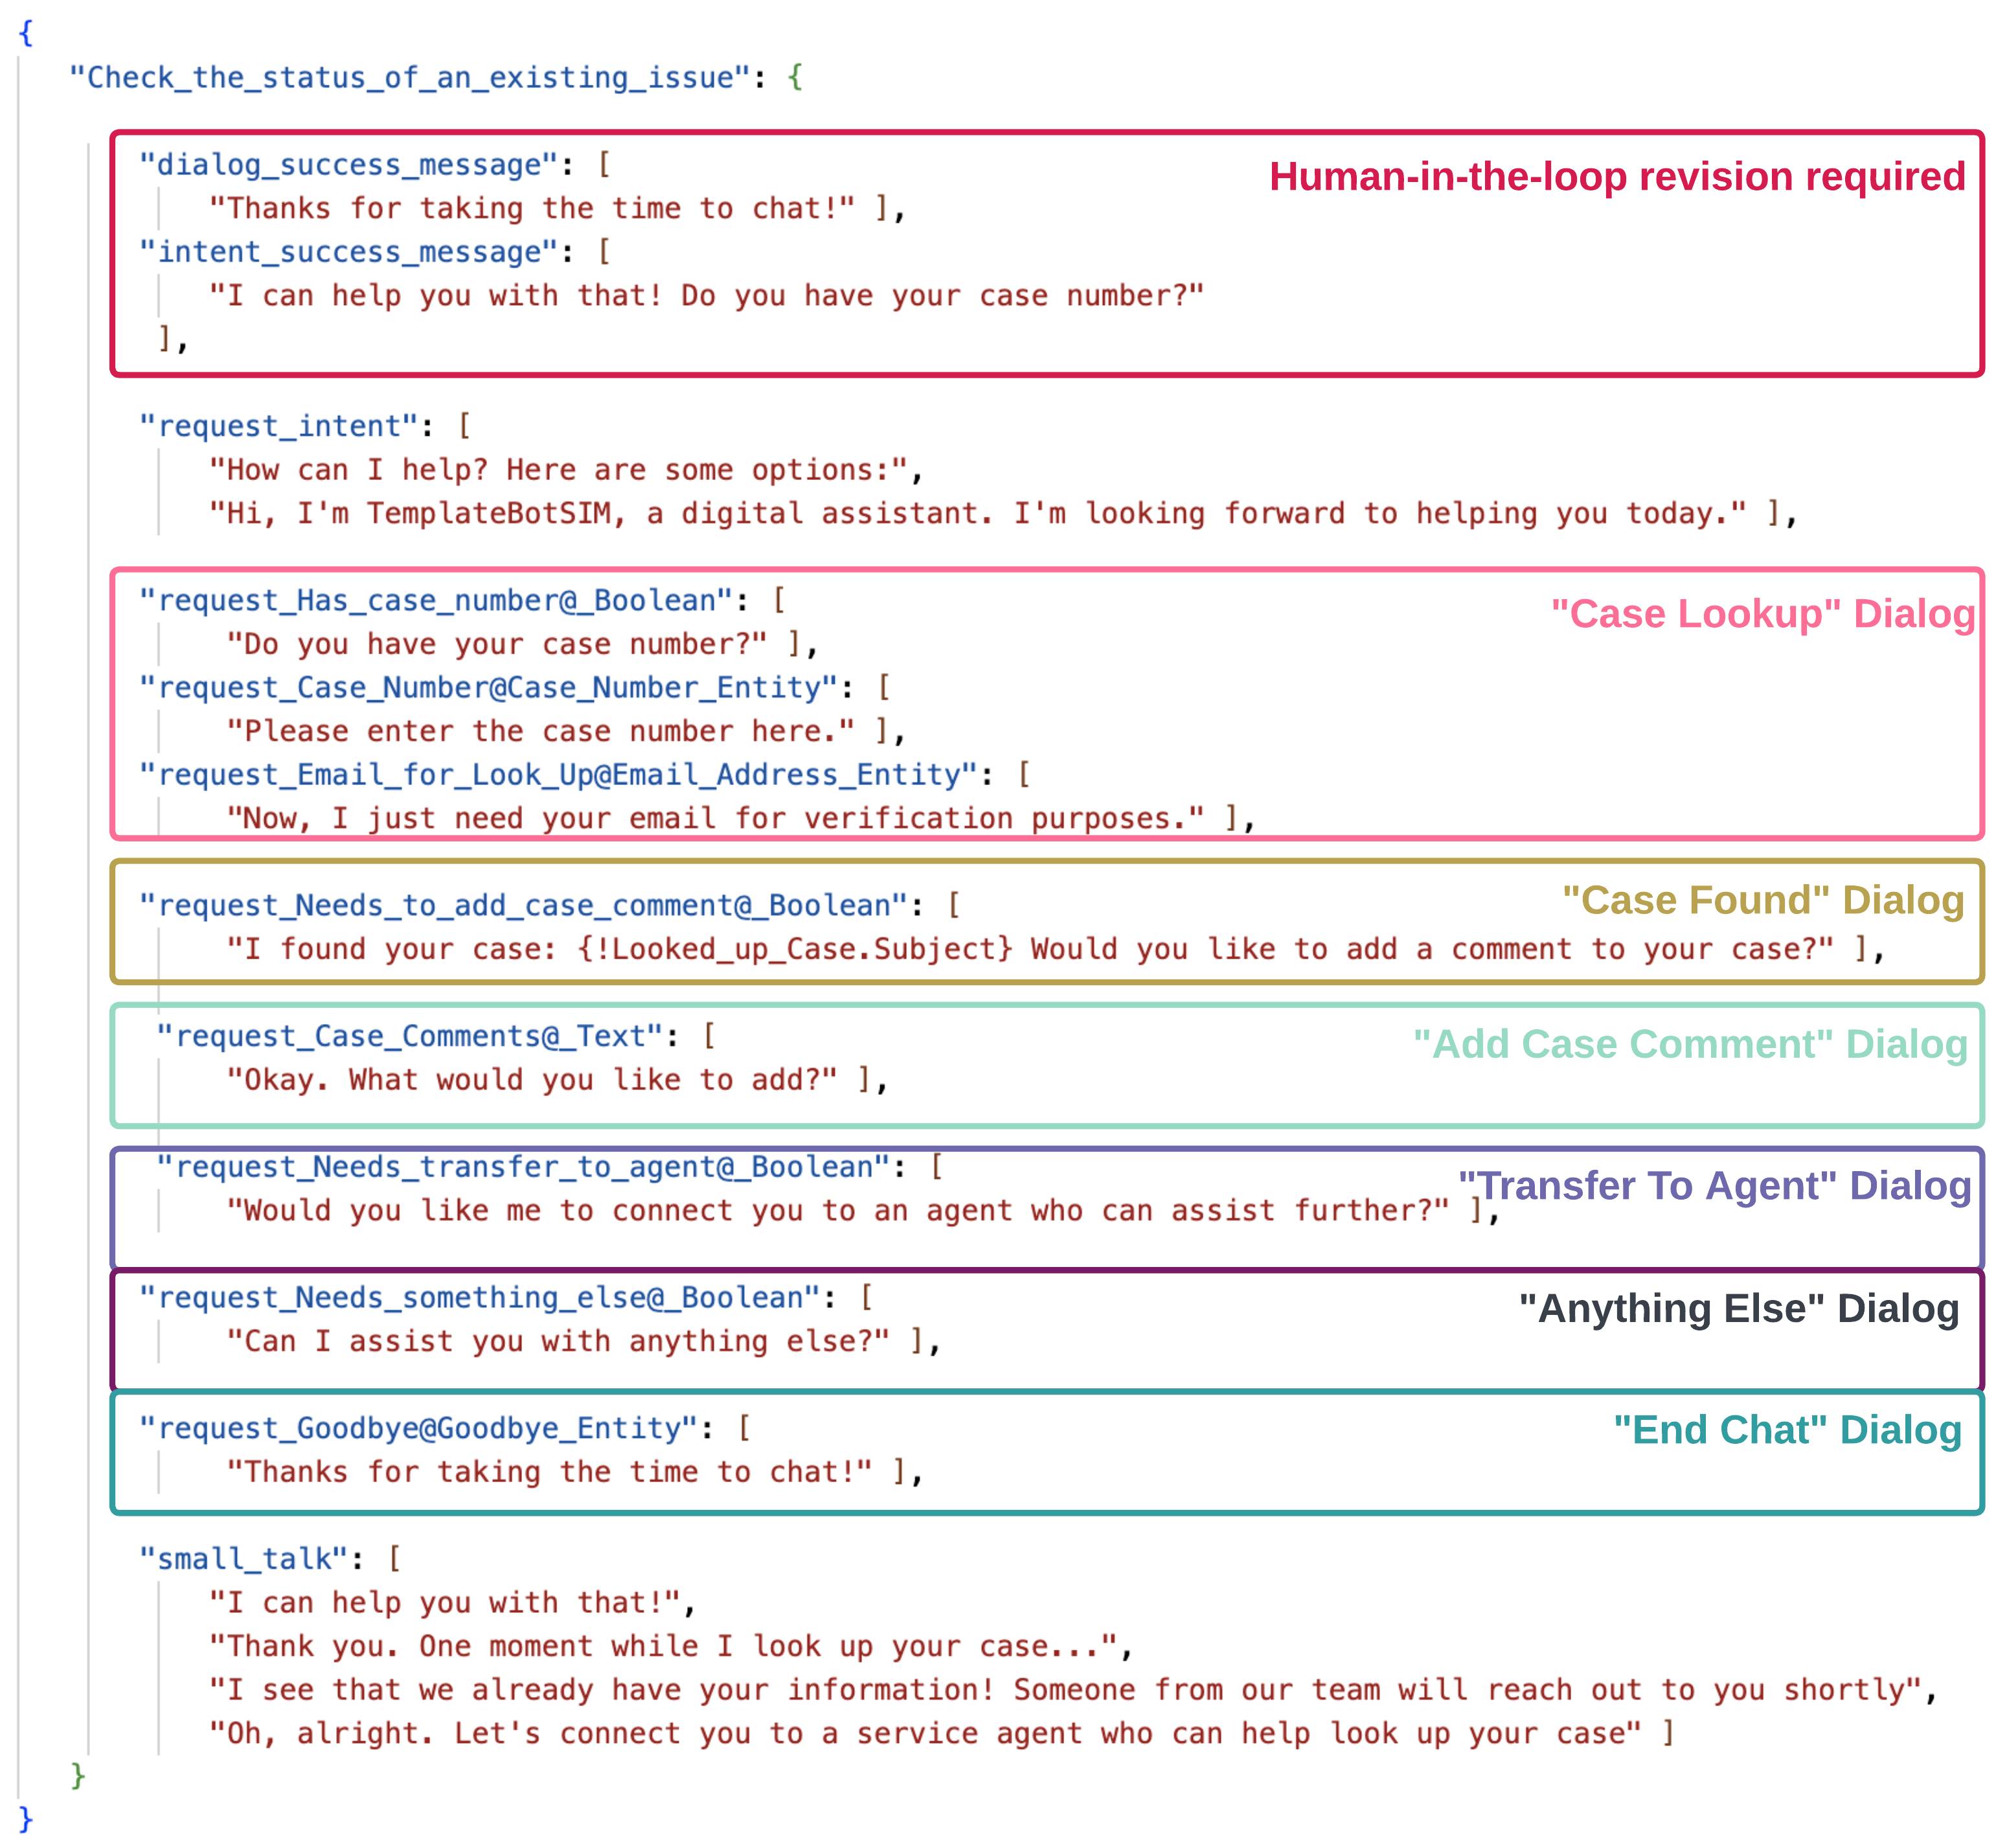 {
"Check_the_status_of_an_existing_issue": {
"dialog_success_message": [
Human-in-the-loop revision required
"Thanks for taking the time to chat!" ],
"intent_success_message": [
"I can help you with that! Do you have your case number?"
],
"request_intent": [
"How can I help? Here are some options:",
"Hi, I'm TemplateBotSIM, a digital assistant. I'm looking forward to helping you today." ],
"request_Has_case_number@_Boolean": [
"Case Lookup" Dialog
"Do you have your case number?" ],
"request_Case_Number@Case_Number_Entity": [
"Please enter the case number here." ],
"request_Email_for_Look_Up@Email_Address_Entity": [
"Now, I just need your email for verification purposes." ],
"request_Needs_to_add_case_comment@_Boolean": [
"Case Found" Dialog
"I found your case: {!Looked_up_Case.Subject} Would you like to add a comment to your case?" ],
"request_Case_Comments@_Text": [
"Add Case Comment" Dialog
"Okay. What would you like to add?" ],
"request_Needs_transfer_to_agent@_Boolean": [
"Transfer To Agent" Dialog
"Would you like me to connect you to an agent who can assist further?" ],
"request_Needs_something_else@_Boolean": [
"Anything Else" Dialog
"Can I assist you with anything else?" ],
"request_Goodbye@Goodbye_Entity": [
"End Chat" Dialog
"Thanks for taking the time to chat!" ],
"small_talk": [
"I can help you with that!",
"Thank you. One moment while I look up your case...",
"I see that we already have your information! Someone from our team will reach out to you shortly",
"Oh, alright. Let's connect you to a service agent who can help look up your case" ]
}
}